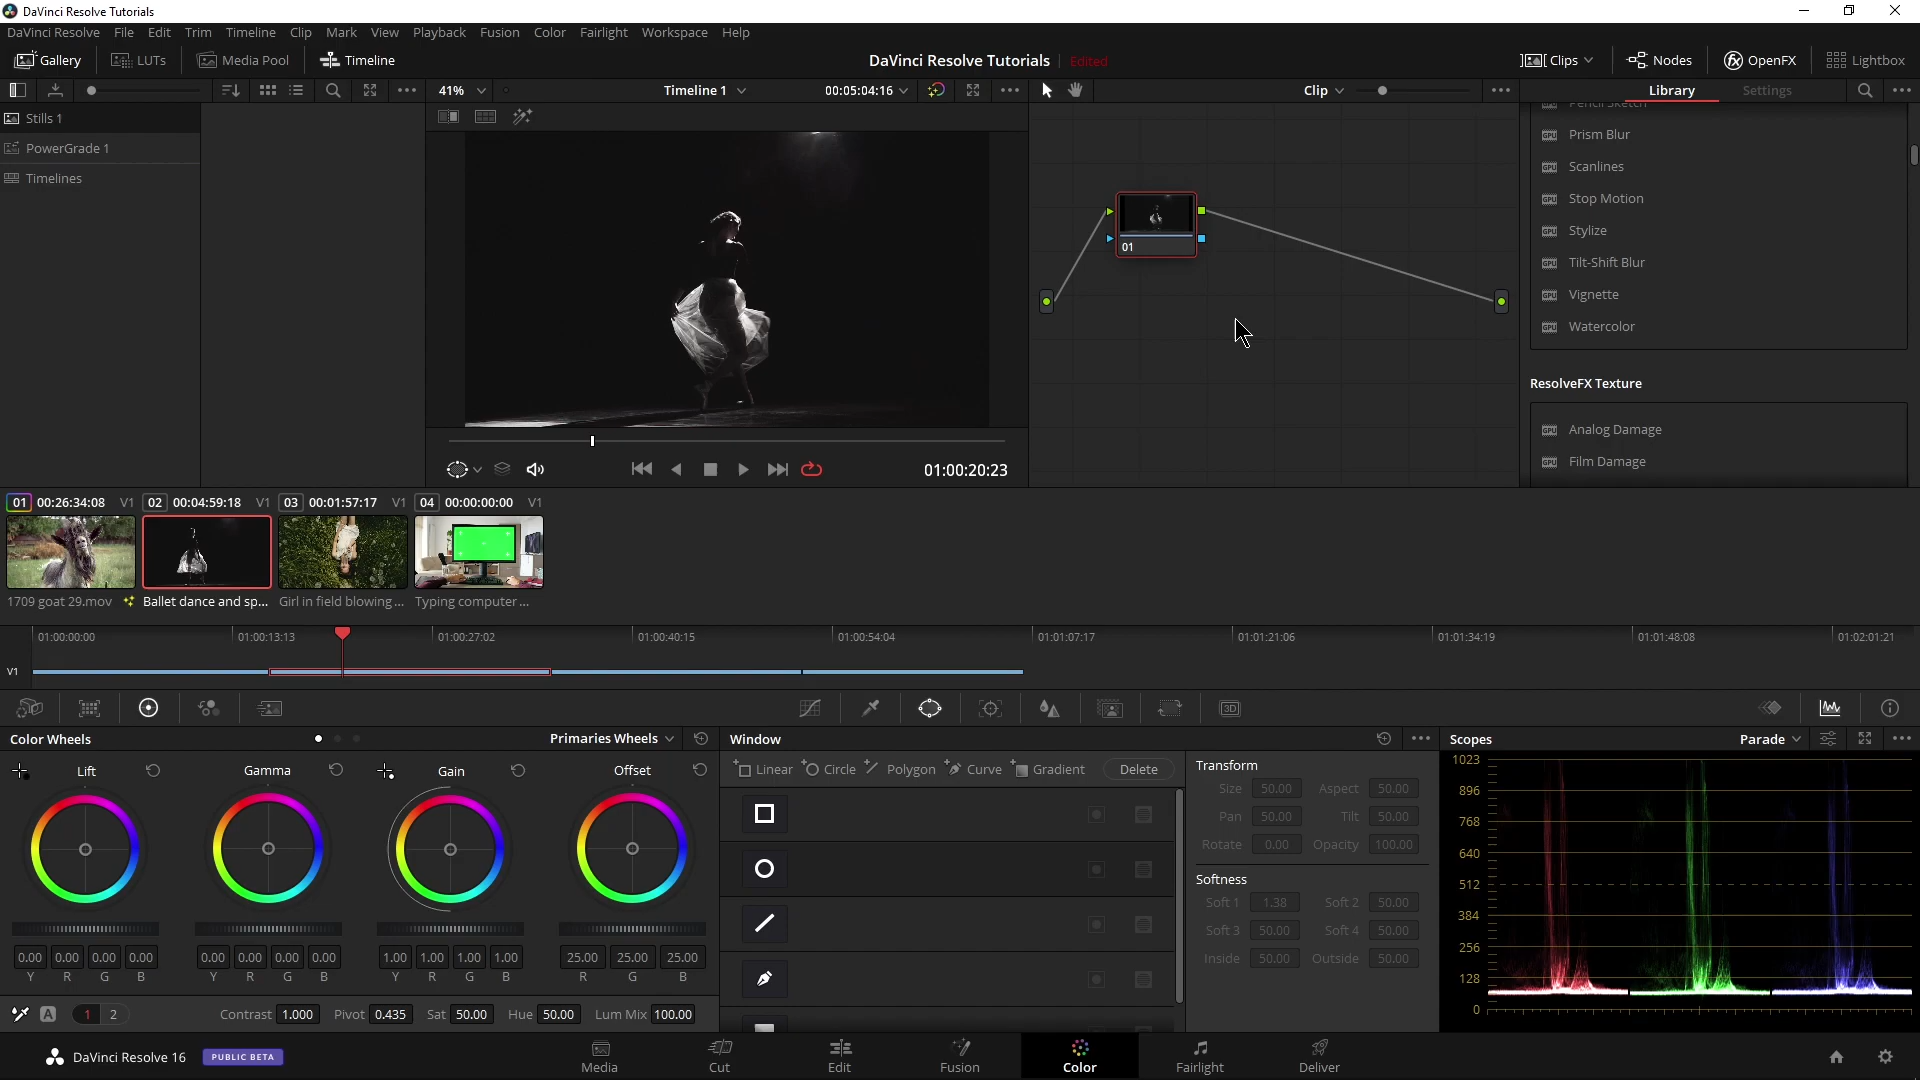 DaVinci Resolve Tutorials
DaVinci Resolve File Edit Trim Timeline Clip Mark View Playback Fusion Color Fairlight Workspace Help
Gallery LUTs Media Pool Timeline DaVinci Resolve Tutorials Edited Clips Nodes OpenFX Lightbox
41% Timeline 1 00:05:04:16 Clip Library Settings
Stills 1
PowerGrade 1
Timelines
01
Pencil Sketch
Prism Blur
Scanlines
Stop Motion
Stylize
Tilt-Shift Blur
Vignette
Watercolor
ResolveFX Texture
Analog Damage
Film Damage
01:00:20:23
01 00:26:34:08 V1 02 00:04:59:18 V1 03 00:01:57:17 V1 04 00:00:00:00 V1
1709 goat 29.mov Ballet dance and sp... Girl in field blowing ... Typing computer ...
01:00:00:00 01:00:13:13 01:00:27:02 01:00:40:15 01:00:54:04 01:01:07:17 01:01:21:06 01:01:34:19 01:01:48:08 01:02:01:21
V1
3D
Color Wheels Primaries Wheels
Lift Gamma Gain Offset
0.00 0.00 0.00 0.00 0.00 0.00 0.00 0.00 1.00 1.00 1.00 1.00 25.00 25.00 25.00
Y R G B Y R G B Y R G B R G B
A 1 2 Contrast 1.000 Pivot 0.435 Sat 50.00 Hue 50.00 Lum Mix 100.00
Window
Linear Circle Polygon Curve Gradient Delete
Transform
Size 50.00 Aspect 50.00
Pan 50.00 Tilt 50.00
Rotate 0.00 Opacity 100.00
Softness
Soft 1 1.38 Soft 2 50.00
Soft 3 50.00 Soft 4 50.00
Inside 50.00 Outside 50.00
Scopes Parade
1023
896
768
640
512
384
256
128
0
DaVinci Resolve 16 PUBLIC BETA
Media Cut Edit Fusion Color Fairlight Deliver